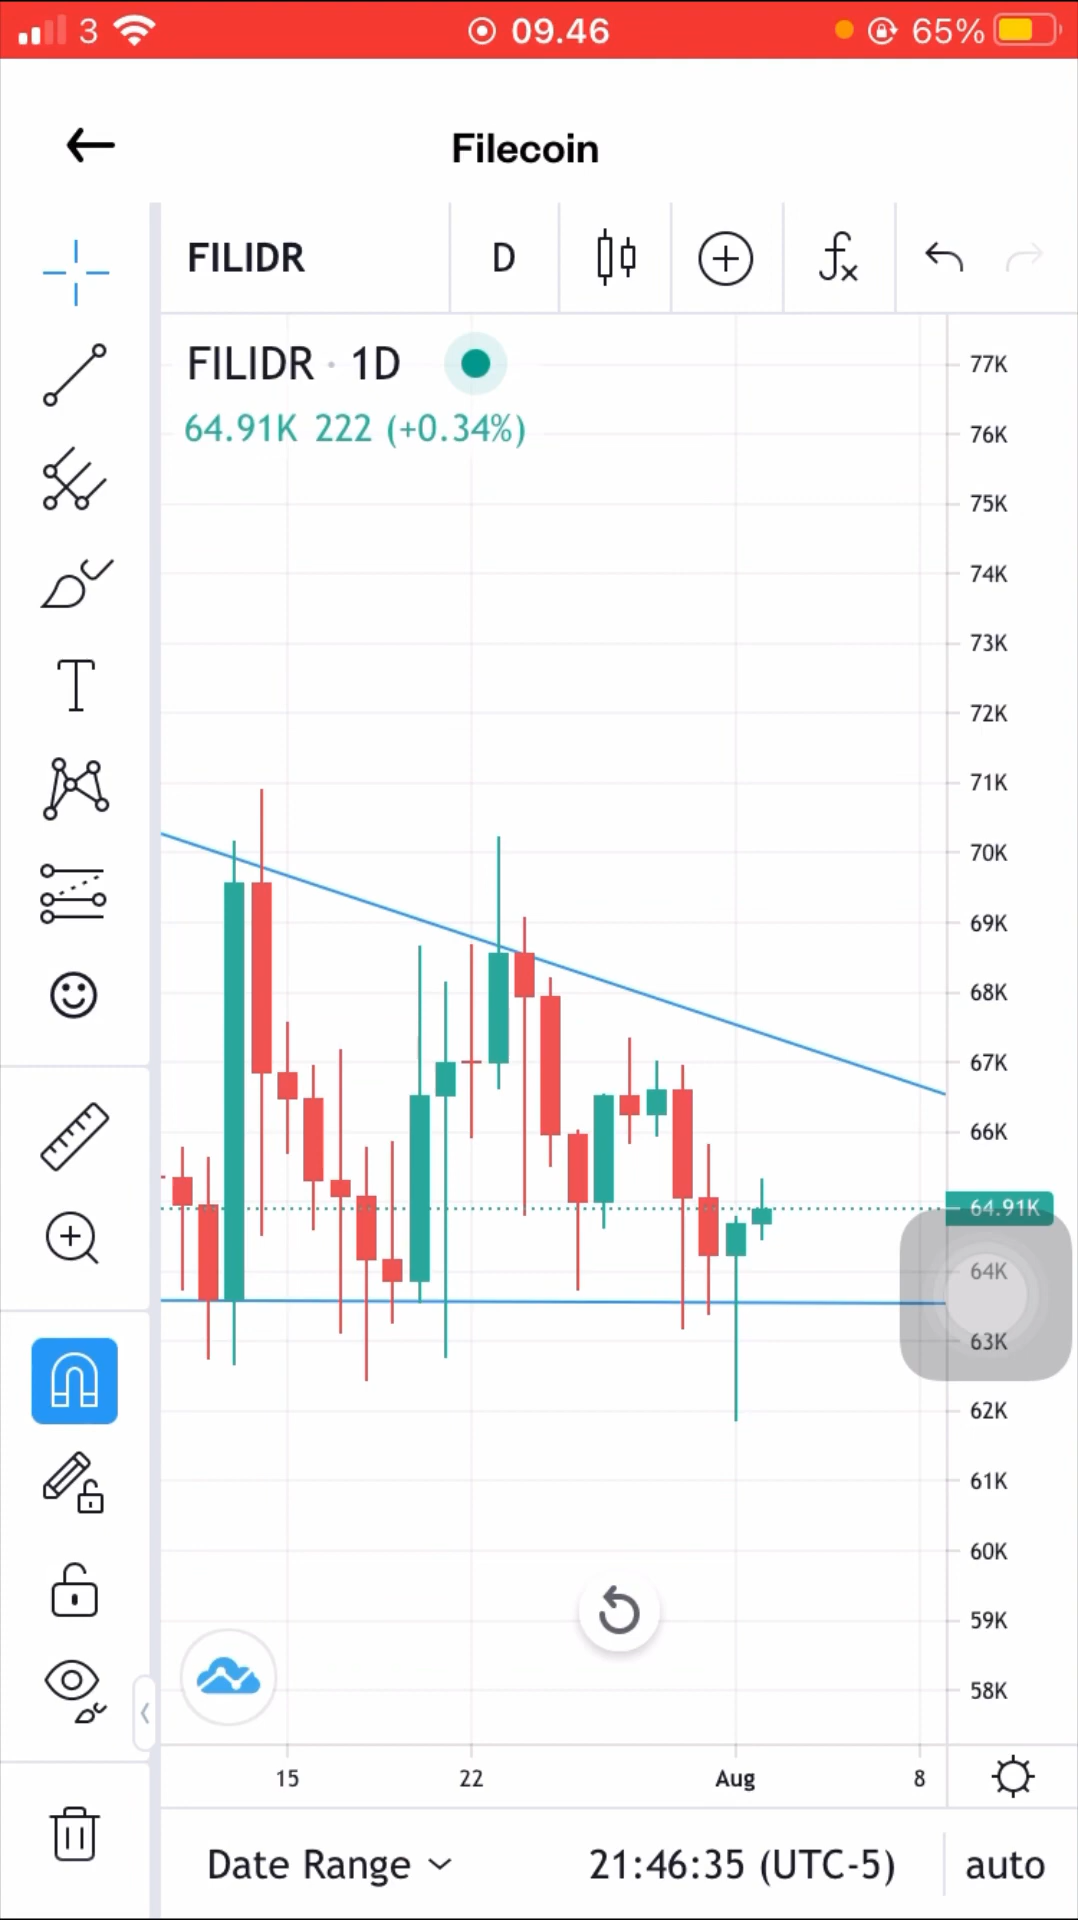 3 09.46 65%
Filecoin
FILIDR D
FILIDR · 1D
64.91K 222 (+0.34%)
77K
76K
75K
74K
73K
72K
71K
70K
69K
68K
67K
66K
64.91K
64K
63K
62K
61K
60K
59K
58K
15 22 Aug 8
Date Range 21:46:35 (UTC-5) auto